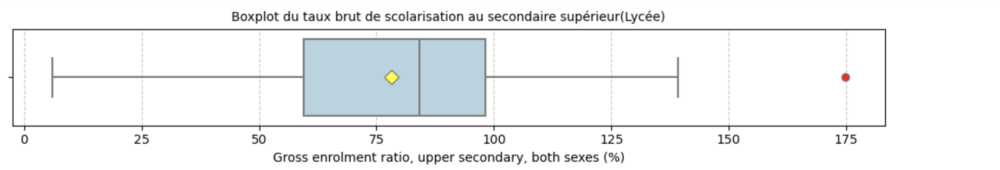 Boxplot du taux brut de scolarisation au secondaire supérieur(Lycée)
0 25 50 75 100 125 150 175
Gross enrolment ratio, upper secondary, both sexes (%)